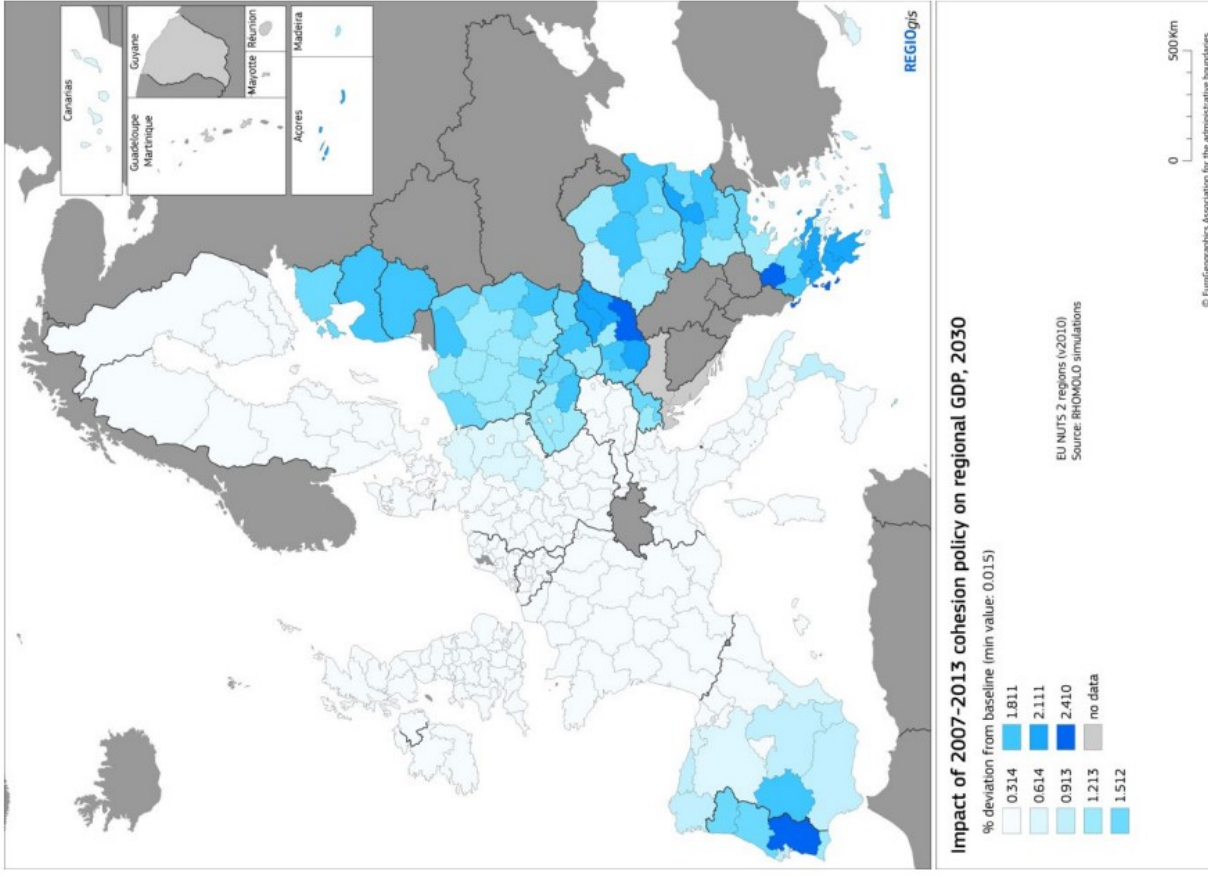 Canarias
Guadeloupe
Martinique
Guyane
Mayotte
Réunion
Açores
Madeira
REGIOgis
Impact of 2007-2013 cohesion policy on regional GDP, 2030
% deviation from baseline (min value: 0.015)
0.314
0.614
0.913
1.213
1.512
1.811
2.111
2.410
no data
EU NUTS 2 regions (v2010)
Source: RHOMOLO simulations
0
500 Km
© EuroGeographics Association for the administrative boundaries